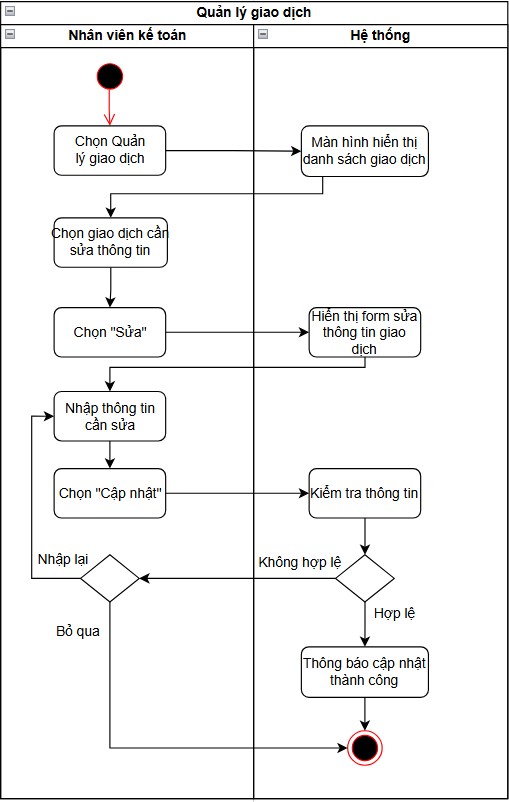 Quản lý giao dịch
Nhân viên kế toán
Hệ thống
Chọn Quản
lý giao dịch
Màn hình hiển thị
danh sách giao dịch
Chọn giao dịch cần
sửa thông tin
Chọn "Sửa"
Hiển thị form sửa
thông tin giao
dịch
Nhập thông tin
cần sửa
Chọn "Cập nhật"
Kiểm tra thông tin
Nhập lại
Không hợp lệ
Hợp lệ
Bỏ qua
Thông báo cập nhật
thành công